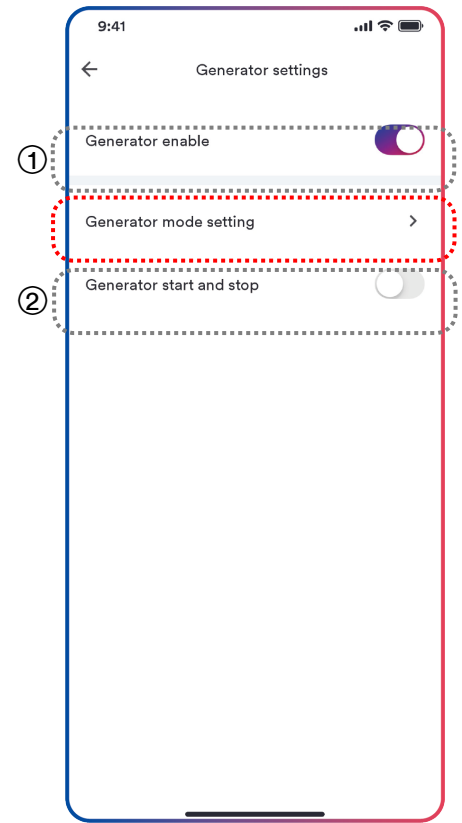 9:41
Generator settings
① Generator enable
Generator mode setting
② Generator start and stop